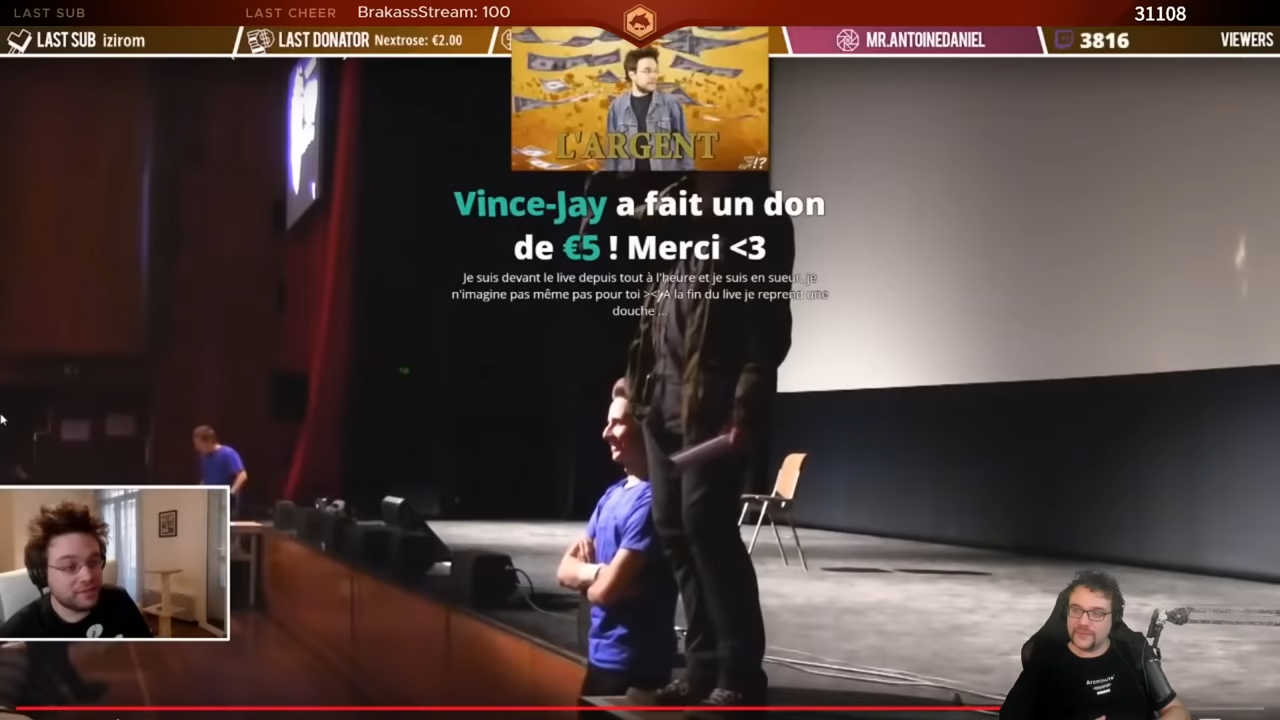 LAST SUB
LAST CHEER BrakassStream: 100
31108
LAST SUB izirom
LAST DONATOR Nextrose: €2.00
MR.ANTOINEDANIEL
3816 VIEWERS
L'ARGENT
!?
Vince-Jay a fait un don
de €5 ! Merci <3
Je suis devant le live depuis tout à l'heure et je suis en sueur, je
n'imagine pas même pas pour toi ><' A la fin du live je reprend une
douche ...